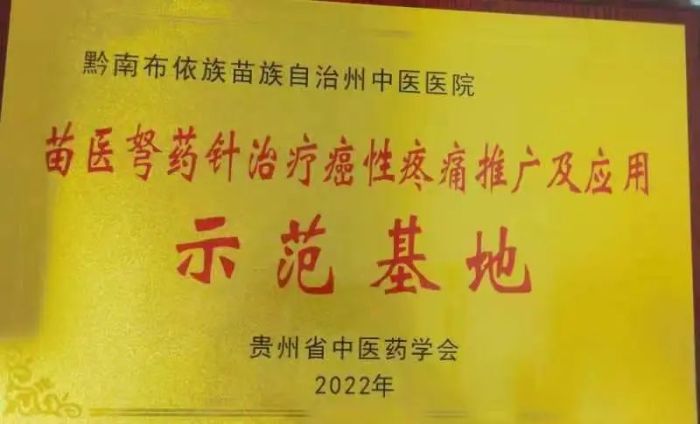 黔南布依族苗族自治州中医医院
苗医弩药针治疗癌性疼痛推广及应用
示范基地
贵州省中医药学会
2022年